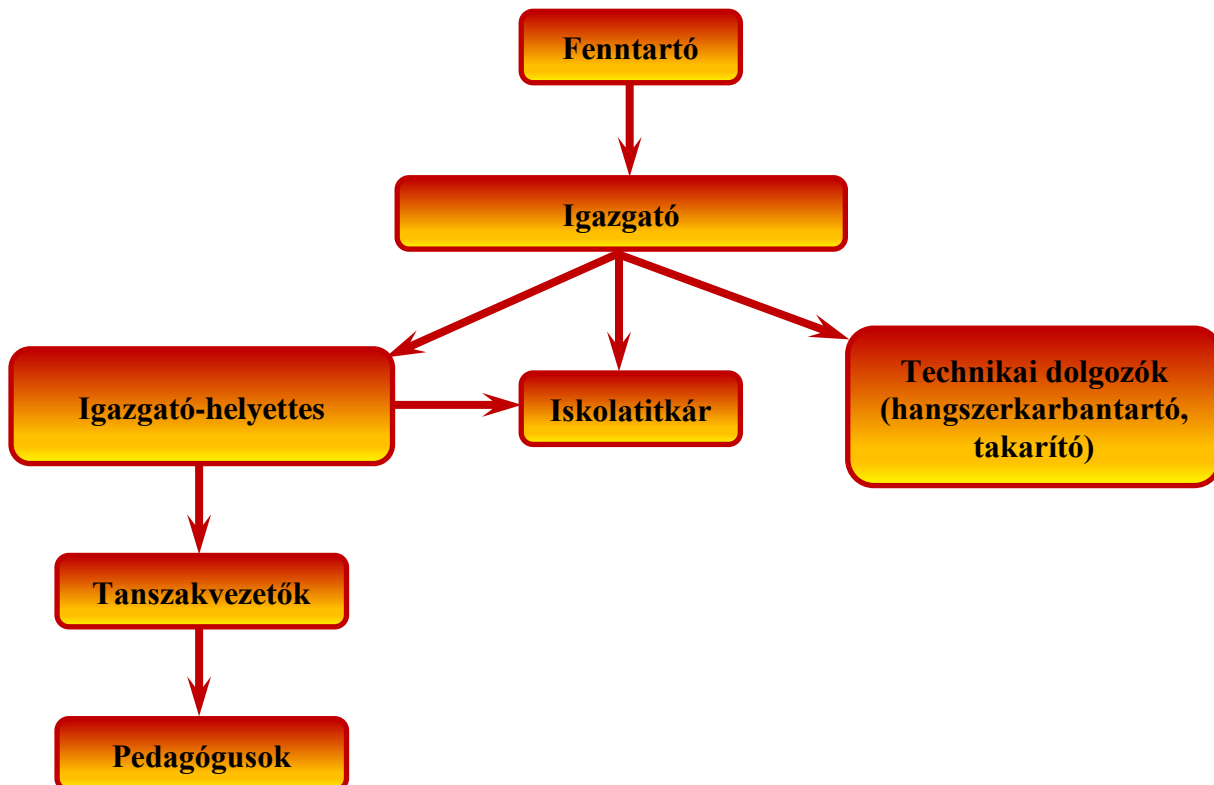 Fenntartó
Igazgató
Igazgató-helyettes
Iskolatitkár
Technikai dolgozók
(hangszerkarbantartó,
takarító)
Tanszakvezetők
Pedagógusok